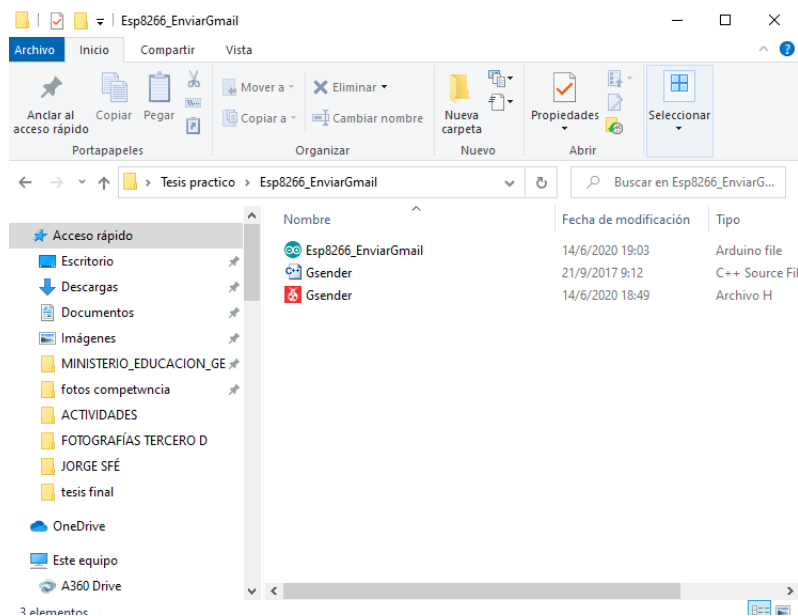 Esp8266_EnviarGmail
Archivo Inicio Compartir Vista
Anclar al acceso rápido
Copiar
Pegar
Mover a
Copiar a
Eliminar
Cambiar nombre
Nueva carpeta
Propiedades
Seleccionar
Portapapeles Organizar Nuevo Abrir
Tesis practico > Esp8266_EnviarGmail
Buscar en Esp8266_EnviarG...
Nombre Fecha de modificación Tipo
Esp8266_EnviarGmail 14/6/2020 19:03 Arduino file
Gsender 21/9/2017 9:12 C++ Source Fil
Gsender 14/6/2020 18:49 Archivo H
Acceso rápido
Escritorio
Descargas
Documentos
Imágenes
MINISTERIO_EDUCACION_GE
fotos competwncia
ACTIVIDADES
FOTOGRAFÍAS TERCERO D
JORGE SFÉ
tesis final
OneDrive
Este equipo
A360 Drive
3 elementos